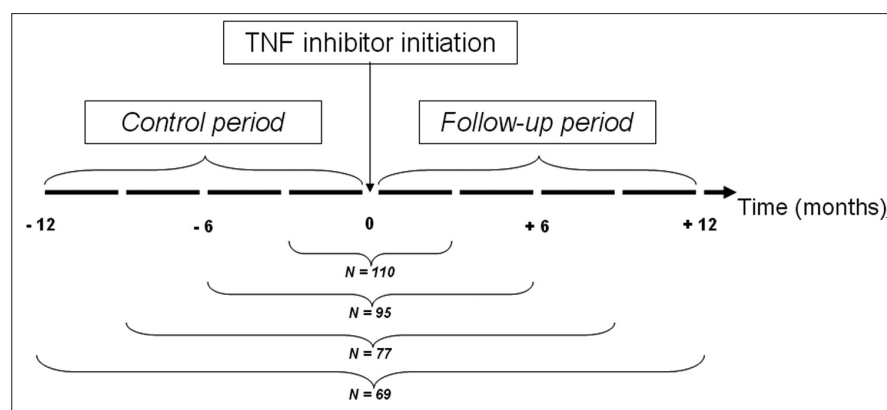 TNF inhibitor initiation
Control period
Follow-up period
Time (months)
- 12
- 6
0
+ 6
+ 12
N = 110
N = 95
N = 77
N = 69